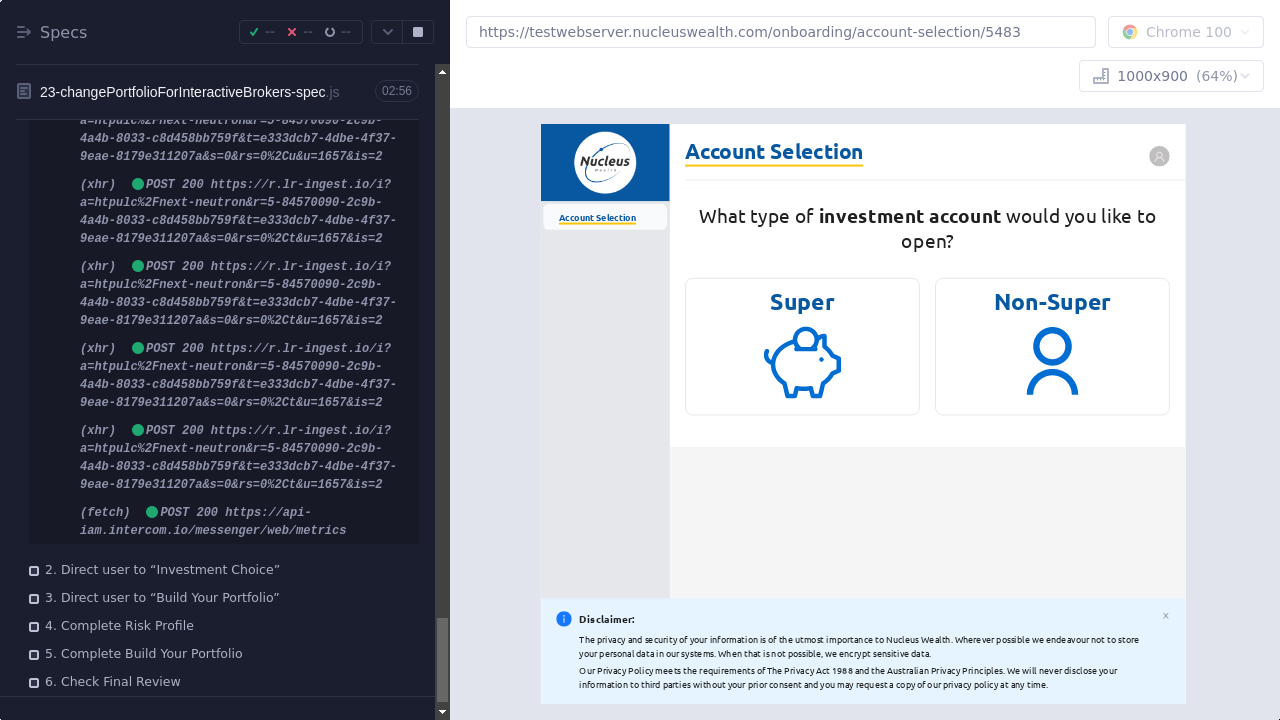 Specs
--
--
--
23-changePortfolioForInteractiveBrokers-spec.js
02:56
a=htpulc%2Fnext-neutron&r=5-84570090-2c9b-
4a4b-8033-c8d458bb759f&t=e333dcb7-4dbe-4f37-
9eae-8179e311207a&s=0&rs=0%2Cu&u=1657&is=2
(xhr) POST 200 https://r.lr-ingest.io/i?
a=htpulc%2Fnext-neutron&r=5-84570090-2c9b-
4a4b-8033-c8d458bb759f&t=e333dcb7-4dbe-4f37-
9eae-8179e311207a&s=0&rs=0%2Ct&u=1657&is=2
(xhr) POST 200 https://r.lr-ingest.io/i?
a=htpulc%2Fnext-neutron&r=5-84570090-2c9b-
4a4b-8033-c8d458bb759f&t=e333dcb7-4dbe-4f37-
9eae-8179e311207a&s=0&rs=0%2Ct&u=1657&is=2
(xhr) POST 200 https://r.lr-ingest.io/i?
a=htpulc%2Fnext-neutron&r=5-84570090-2c9b-
4a4b-8033-c8d458bb759f&t=e333dcb7-4dbe-4f37-
9eae-8179e311207a&s=0&rs=0%2Ct&u=1657&is=2
(xhr) POST 200 https://r.lr-ingest.io/i?
a=htpulc%2Fnext-neutron&r=5-84570090-2c9b-
4a4b-8033-c8d458bb759f&t=e333dcb7-4dbe-4f37-
9eae-8179e311207a&s=0&rs=0%2Ct&u=1657&is=2
(fetch) POST 200 https://api-
iam.intercom.io/messenger/web/metrics
2. Direct user to “Investment Choice”
3. Direct user to “Build Your Portfolio”
4. Complete Risk Profile
5. Complete Build Your Portfolio
6. Check Final Review
https://testwebserver.nucleuswealth.com/onboarding/account-selection/5483
Chrome 100
1000x900 (64%)
Nucleus
Wealth
Account Selection
Account Selection
What type of investment account would you like to
open?
Super
Non-Super
Disclaimer:
×
The privacy and security of your information is of the utmost importance to Nucleus Wealth. Wherever possible we endeavour not to store
your personal data in our systems. When that is not possible, we encrypt sensitive data.
Our Privacy Policy meets the requirements of The Privacy Act 1988 and the Australian Privacy Principles. We will never disclose your
information to third parties without your prior consent and you may request a copy of our privacy policy at any time.